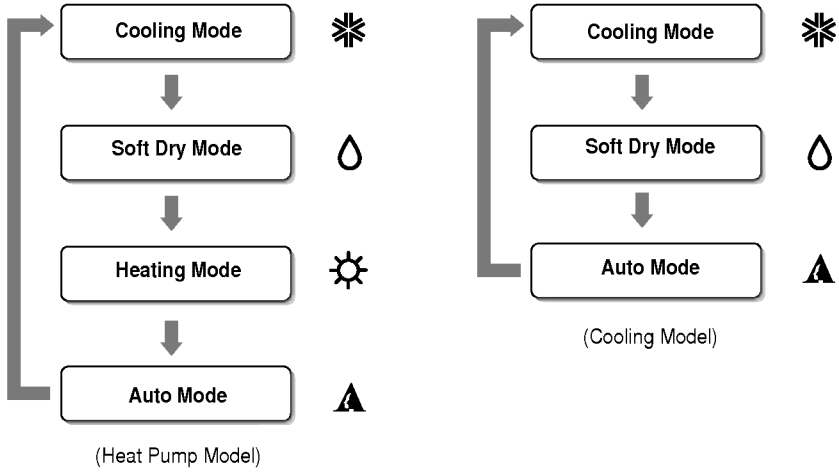 Cooling Mode
Soft Dry Mode
Heating Mode
Auto Mode
(Heat Pump Model)
Cooling Mode
Soft Dry Mode
Auto Mode
(Cooling Model)